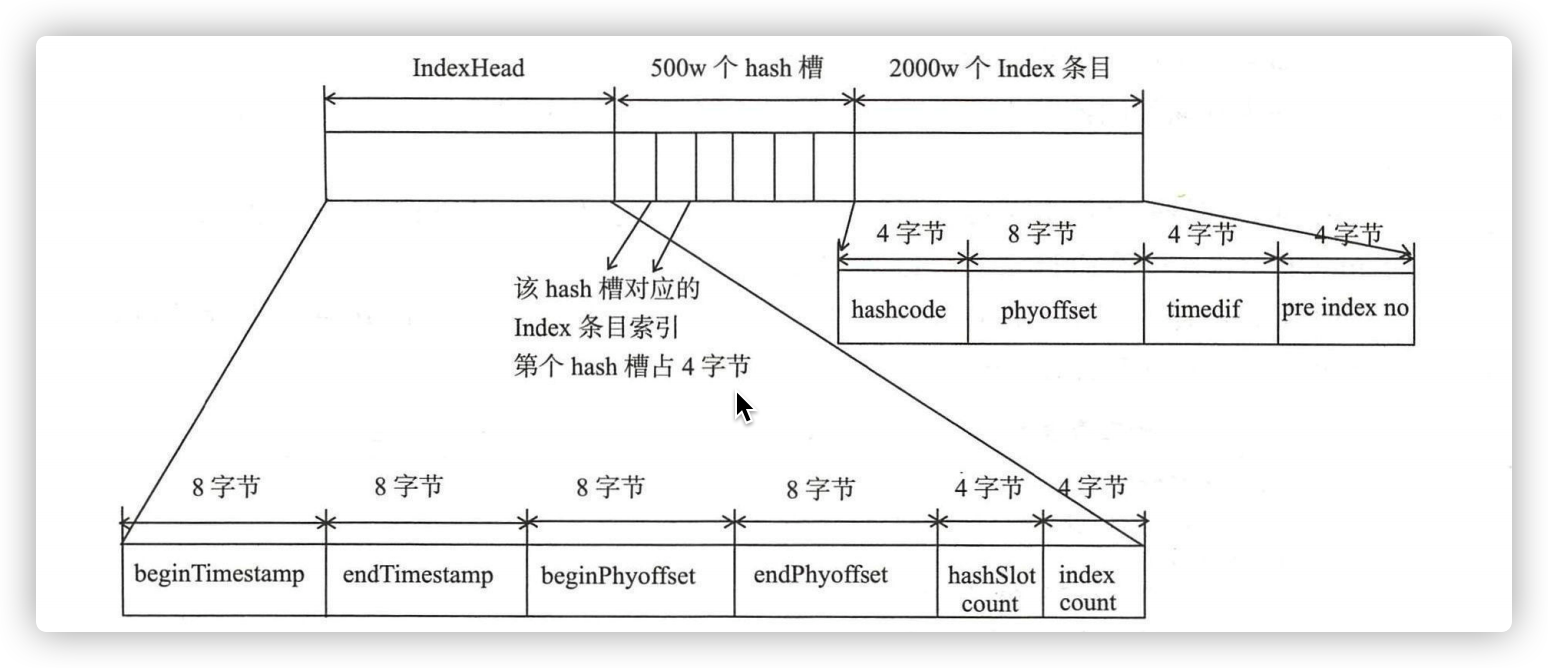 IndexHead
500w 个 hash 槽
2000w 个 Index 条目
4 字节
8 字节
4 字节
4 字节
hashcode
phyoffset
timedif
pre index no
该 hash 槽对应的
Index 条目索引
第个 hash 槽占 4 字节
8 字节
8 字节
8 字节
8 字节
4 字节
4 字节
beginTimestamp
endTimestamp
beginPhyoffset
endPhyoffset
hashSlot
count
index
count